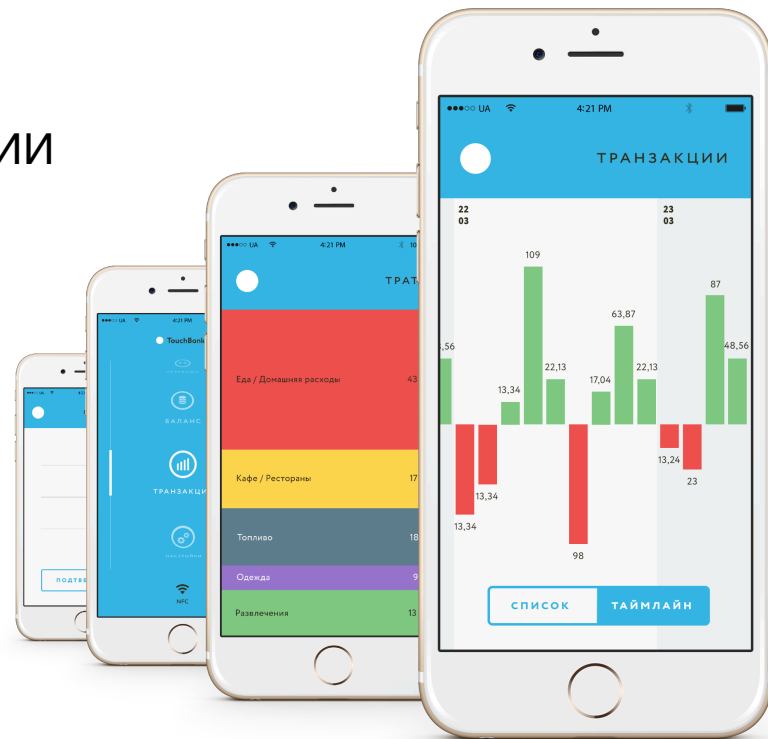 ИИ
UA 4:21 PM
ТРАНЗАКЦИИ
22
03
23
03
109
87
63,87
48,56
,56
22,13
22,13
17,04
13,34
13,24
13,34
23
13,34
98
СПИСОК
ТАЙМЛАЙН
UA 4:21 PM 10
ТРАТ
Еда / Домашняя расходы 43
Кафе / Рестораны 17
Топливо 18
Одежда 9
Развлечения 13
UA 4:21 PM
TouchBank
БАЛАНС
ТРАНЗАКЦИ
НАСТРОЙКИ
NFC
UA
ПОДТВЕ